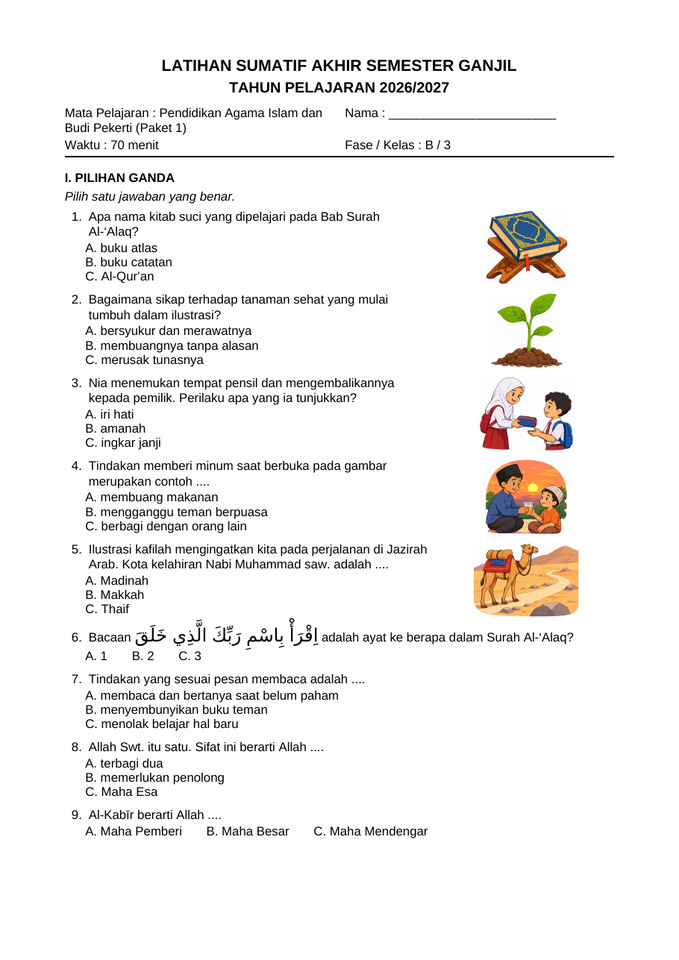 LATIHAN SUMATIF AKHIR SEMESTER GANJIL
TAHUN PELAJARAN 2026/2027
Mata Pelajaran : Pendidikan Agama Islam dan Budi Pekerti (Paket 1)
Nama : ________________________
Waktu : 70 menit
Fase / Kelas : B / 3
I. PILIHAN GANDA
Pilih satu jawaban yang benar.
1. Apa nama kitab suci yang dipelajari pada Bab Surah
Al-‘Alaq?
A. buku atlas
B. buku catatan
C. Al-Qur’an
2. Bagaimana sikap terhadap tanaman sehat yang mulai
tumbuh dalam ilustrasi?
A. bersyukur dan merawatnya
B. membuangnya tanpa alasan
C. merusak tunasnya
3. Nia menemukan tempat pensil dan mengembalikannya
kepada pemilik. Perilaku apa yang ia tunjukkan?
A. iri hati
B. amanah
C. ingkar janji
4. Tindakan memberi minum saat berbuka pada gambar
merupakan contoh ....
A. membuang makanan
B. mengganggu teman berpuasa
C. berbagi dengan orang lain
5. Ilustrasi kafilah mengingatkan kita pada perjalanan di Jazirah
Arab. Kota kelahiran Nabi Muhammad saw. adalah ....
A. Madinah
B. Makkah
C. Thaif
6. Bacaan اِقْرَأْ بِاسْمِ رَبِّكَ الَّذِي خَلَقَ adalah ayat ke berapa dalam Surah Al-‘Alaq?
A. 1 B. 2 C. 3
7. Tindakan yang sesuai pesan membaca adalah ....
A. membaca dan bertanya saat belum paham
B. menyembunyikan buku teman
C. menolak belajar hal baru
8. Allah Swt. itu satu. Sifat ini berarti Allah ....
A. terbagi dua
B. memerlukan penolong
C. Maha Esa
9. Al-Kabīr berarti Allah ....
A. Maha Pemberi B. Maha Besar C. Maha Mendengar